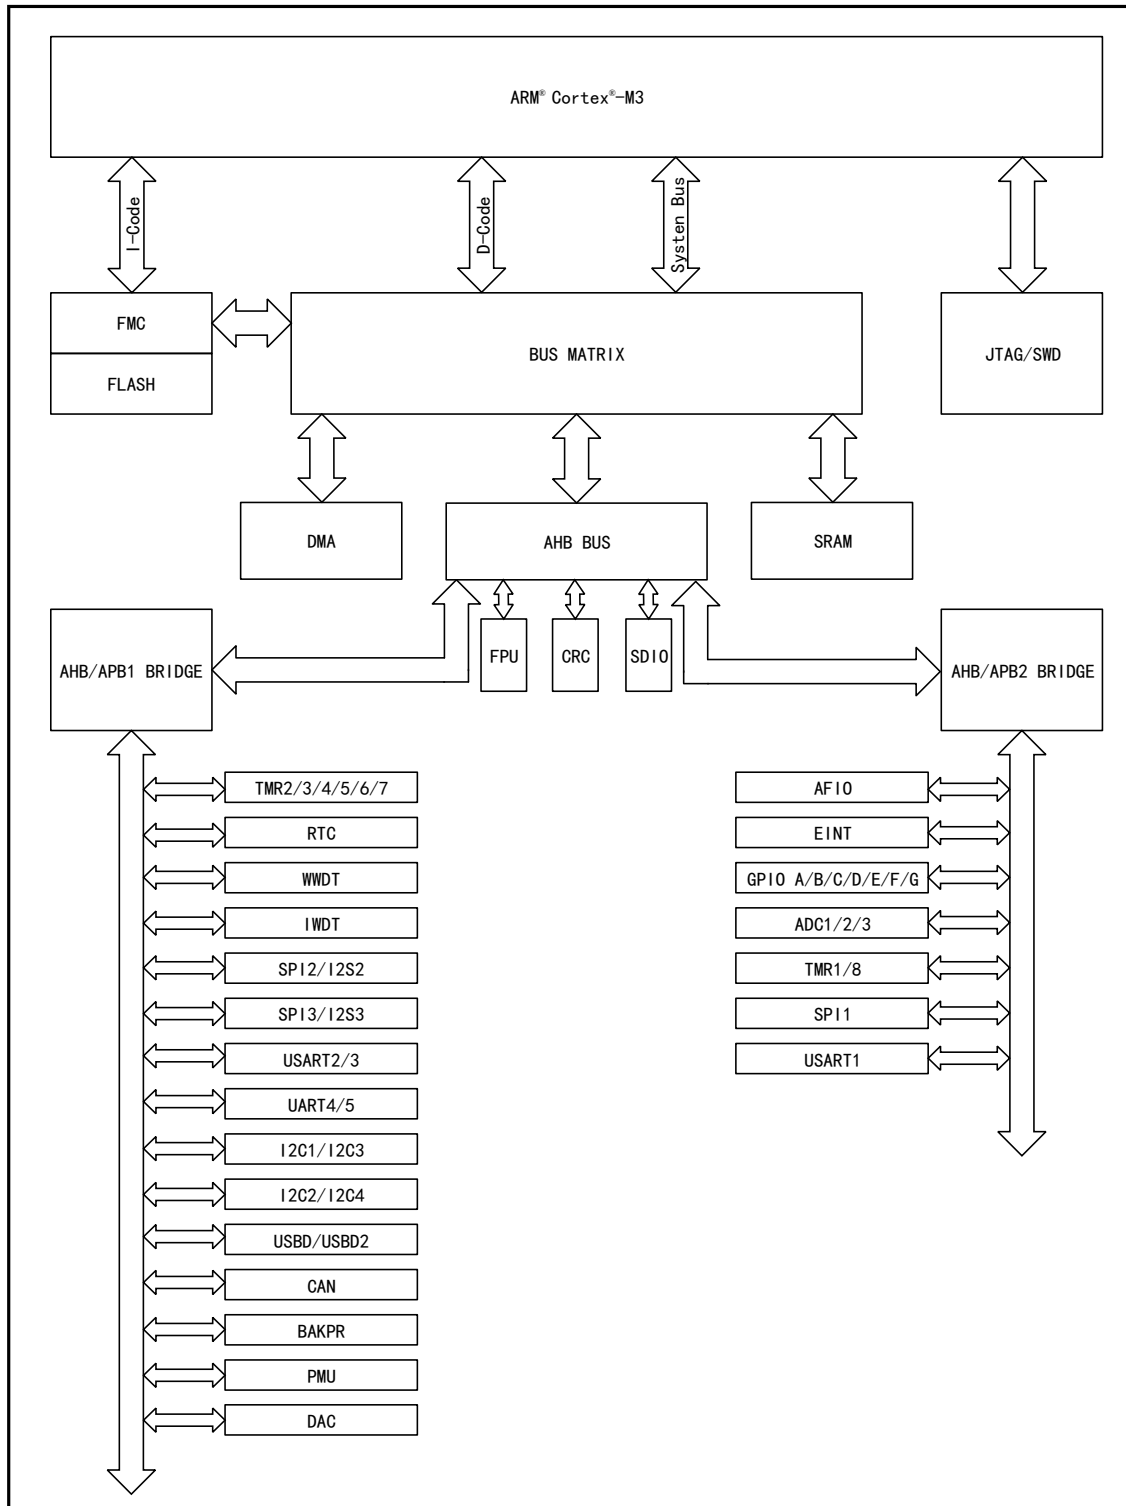 ARM® Cortex®-M3
I-Code
D-Code
Systen Bus
FMC
FLASH
BUS MATRIX
JTAG/SWD
DMA
AHB BUS
SRAM
AHB/APB1 BRIDGE
FPU
CRC
SDIO
AHB/APB2 BRIDGE
TMR2/3/4/5/6/7
RTC
WWDT
IWDT
SPI2/I2S2
SPI3/I2S3
USART2/3
UART4/5
I2C1/I2C3
I2C2/I2C4
USBD/USBD2
CAN
BAKPR
PMU
DAC
AFIO
EINT
GPIO A/B/C/D/E/F/G
ADC1/2/3
TMR1/8
SPI1
USART1